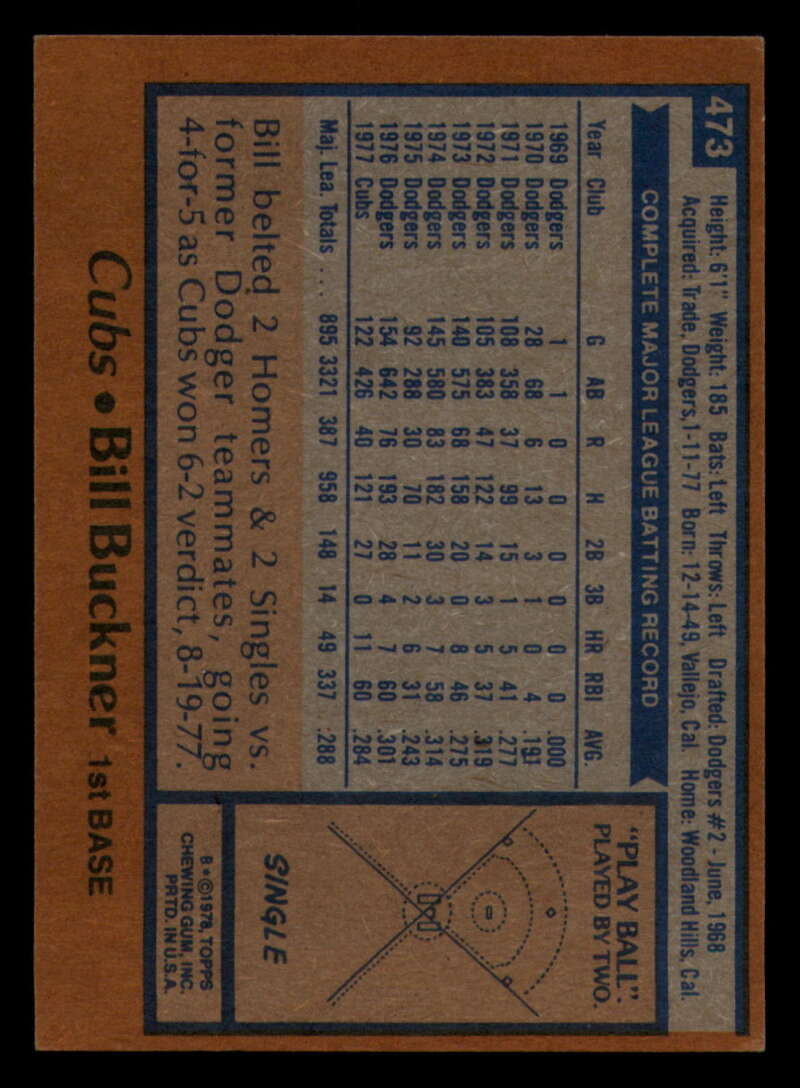 473
Height: 6'1" Weight: 185 Bats: Left Throws: Left Drafted: Dodgers #2 - June, 1968
Acquired: Trade, Dodgers, 1-11-77 Born: 12-14-49, Vallejo, Cal. Home: Woodland Hills, Cal.
COMPLETE MAJOR LEAGUE BATTING RECORD
Year Club G AB R H 2B 3B HR RBI AVG.
1969 Dodgers 1 1 0 0 0 0 0 0 .000
1970 Dodgers 28 68 6 13 3 1 0 4 .191
1971 Dodgers 108 358 37 99 15 1 5 41 .277
1972 Dodgers 105 383 47 122 14 3 5 37 .319
1973 Dodgers 140 575 68 158 20 0 8 46 .275
1974 Dodgers 145 580 83 182 30 3 7 58 .314
1975 Dodgers 92 288 30 70 11 2 6 31 .243
1976 Dodgers 154 642 76 193 28 4 7 60 .301
1977 Cubs 122 426 40 121 27 0 11 60 .284
Maj. Lea. Totals ... 895 3321 387 958 148 14 49 337 .288
Bill belted 2 Homers & 2 Singles vs.
former Dodger teammates, going
4-for-5 as Cubs won 6-2 verdict, 8-19-77.
"PLAY BALL".
PLAYED BY TWO.
SINGLE
8*©1978, TOPPS
CHEWING GUM, INC.
PRTD. IN U.S.A.
Cubs • Bill Buckner 1st BASE